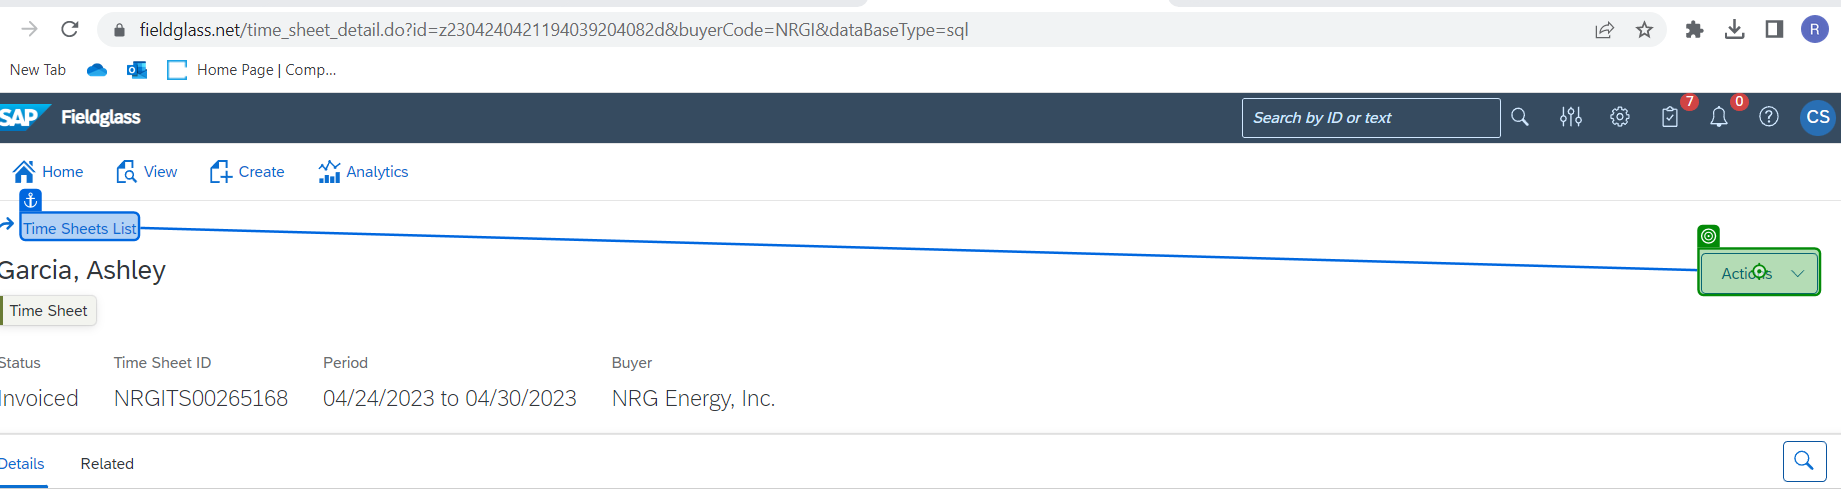 fieldglass.net/time_sheet_detail.do?id=z2304240421194039204082d&buyerCode=NRGI&dataBaseType=sql
R
New Tab Home Page | Comp...
SAP Fieldglass Search by ID or text 7 0 CS
Home View Create Analytics
Time Sheets List
Garcia, Ashley Actions
Time Sheet
Status Time Sheet ID Period Buyer
Invoiced NRGITS00265168 04/24/2023 to 04/30/2023 NRG Energy, Inc.
Details Related